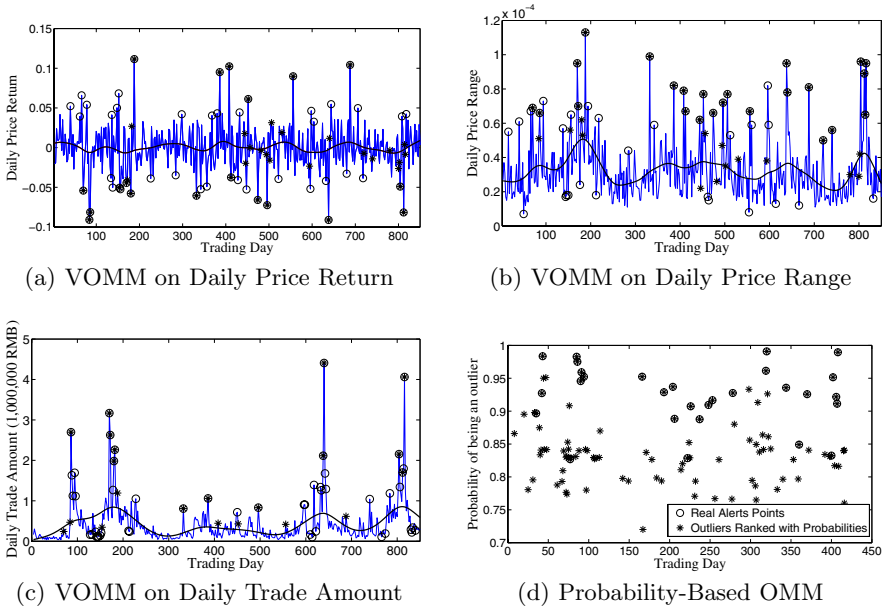 0.15
0.1
0.05
0
−0.05
−0.1
Daily Price Return
100 200 300 400 500 600 700 800
Trading Day
(a) VOMM on Daily Price Return
x 10⁻⁴
1.2
1
0.8
0.6
0.4
0.2
0
Daily Price Range
100 200 300 400 500 600 700 800
Trading Day
(b) VOMM on Daily Price Range
5
4
3
2
1
0
Daily Trade Amount (1,000,000 RMB)
0 100 200 300 400 500 600 700 800
Trading Day
(c) VOMM on Daily Trade Amount
1
0.95
0.9
0.85
0.8
0.75
0.7
Probability of being an outlier
Real Alerts Points
Outliers Ranked with Probabilities
0 50 100 150 200 250 300 350 400 450
Trading Day
(d) Probability-Based OMM